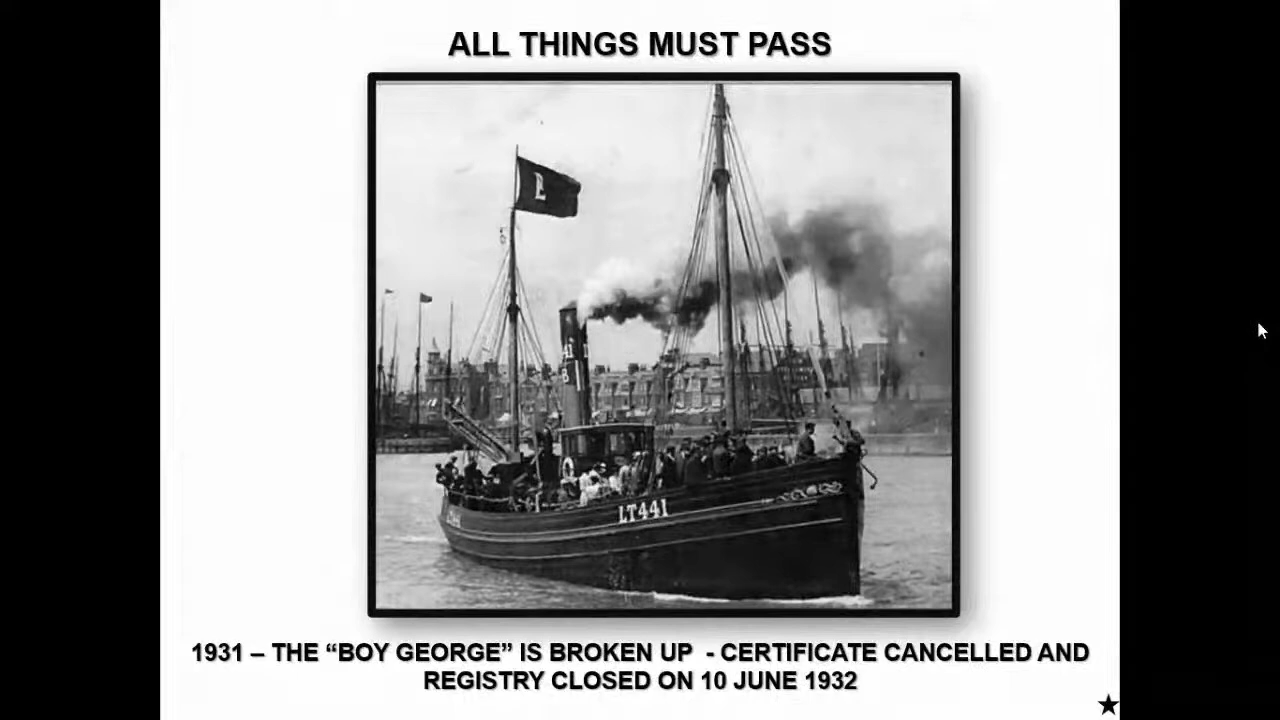 ALL THINGS MUST PASS
E
LT441
1931 – THE “BOY GEORGE” IS BROKEN UP - CERTIFICATE CANCELLED AND
REGISTRY CLOSED ON 10 JUNE 1932